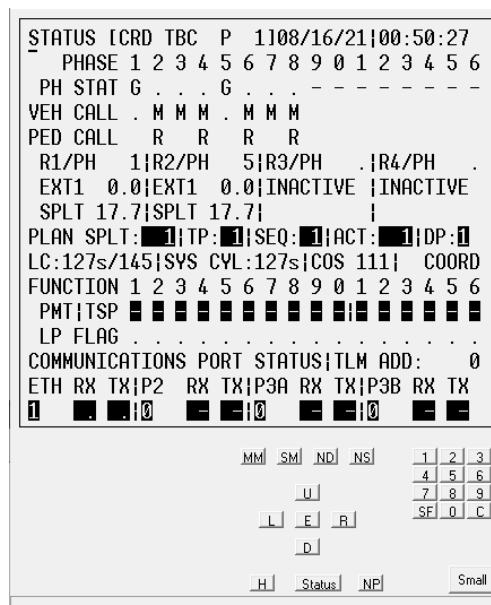 STATUS [CRD TBC  P  1]08/16/21|00:50:27
PHASE 1 2 3 4 5 6 7 8 9 0 1 2 3 4 5 6
PH STAT G . . . G . . . - - - - - - - -
VEH CALL . M M M . M M M
PED CALL   R   R   R   R
R1/PH   1|R2/PH   5|R3/PH   .|R4/PH   .
EXT1  0.0|EXT1  0.0|INACTIVE |INACTIVE
SPLT 17.7|SPLT 17.7|         |
PLAN SPLT:  1|TP: 1|SEQ: 1|ACT:  1|DP:1
LC:127s/145|SYS CYL:127s|COS 111|  COORD
FUNCTION 1 2 3 4 5 6 7 8 9 0 1 2 3 4 5 6
PMT|TSP - - - - - - - - - -|- - - - - -
LP FLAG . . . . . . . . . . . . . . . .
COMMUNICATIONS PORT STATUS|TLM ADD:    0
ETH RX TX|P2  RX TX|P3A RX TX|P3B RX TX
1    .  .|0    -  -|0    -  -|0    -  -
MM SM ND NS 1 2 3
4 5 6
U 7 8 9
L E R SF 0 C
D
H Status NP Small